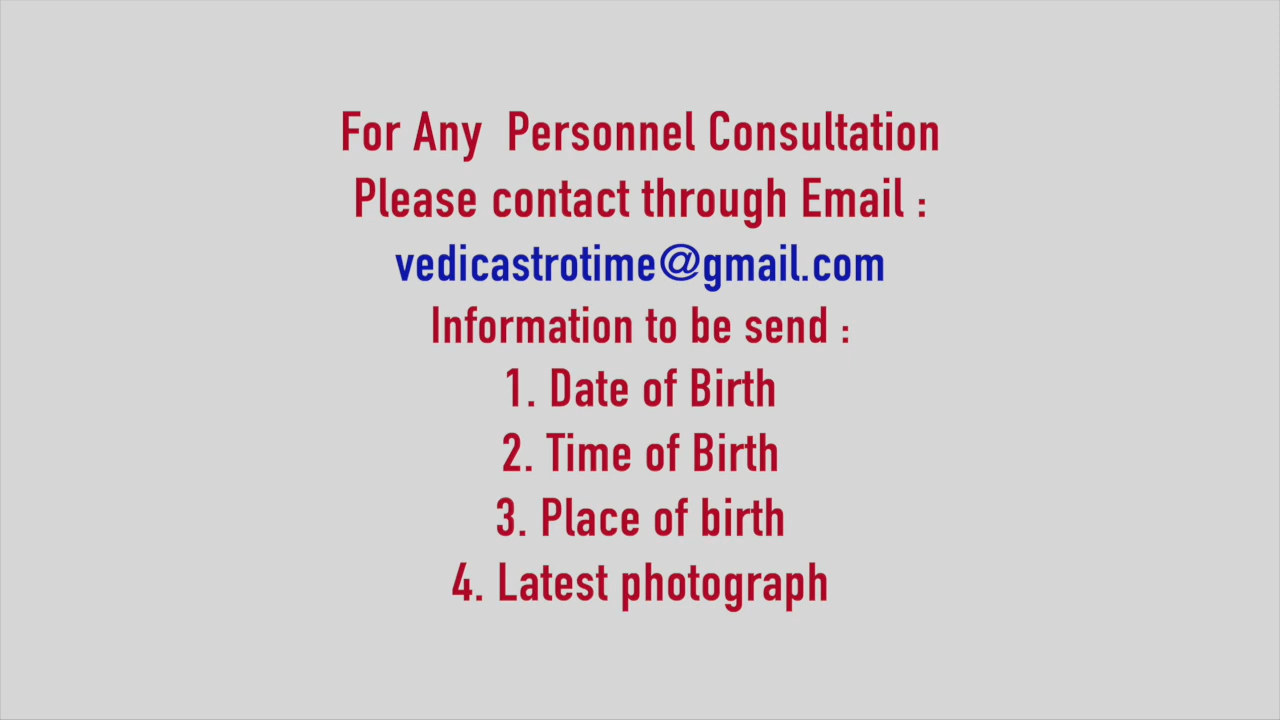 For Any  Personnel Consultation
Please contact through Email :
vedicastrotime@gmail.com
Information to be send :
1. Date of Birth
2. Time of Birth
3. Place of birth
4. Latest photograph